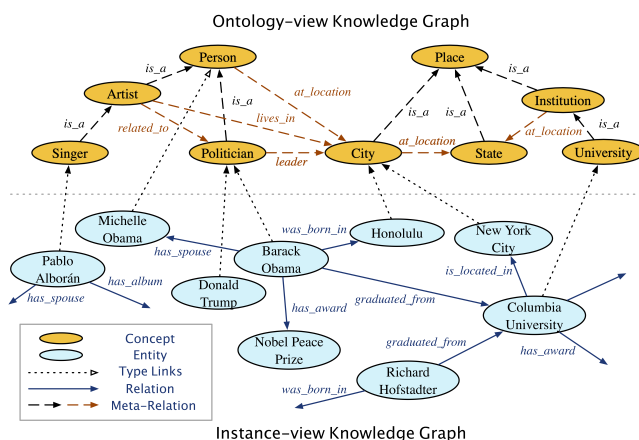 Ontology-view Knowledge Graph
Person
Place
is_a
is_a
at_location
Artist
is_a
is_a
is_a
Institution
lives_in
is_a
related_to
at_location
is_a
at_location
Singer
Politician
leader
City
State
University
Michelle
Obama
was_born_in
Honolulu
New York
City
Pablo
Alborán
has_spouse
Barack
Obama
is_located_in
has_spouse
has_album
Donald
Trump
graduated_from
Columbia
University
has_award
Nobel Peace
Prize
graduated_from
has_award
Richard
Hofstadter
was_born_in
Concept
Entity
Type Links
Relation
Meta-Relation
Instance-view Knowledge Graph